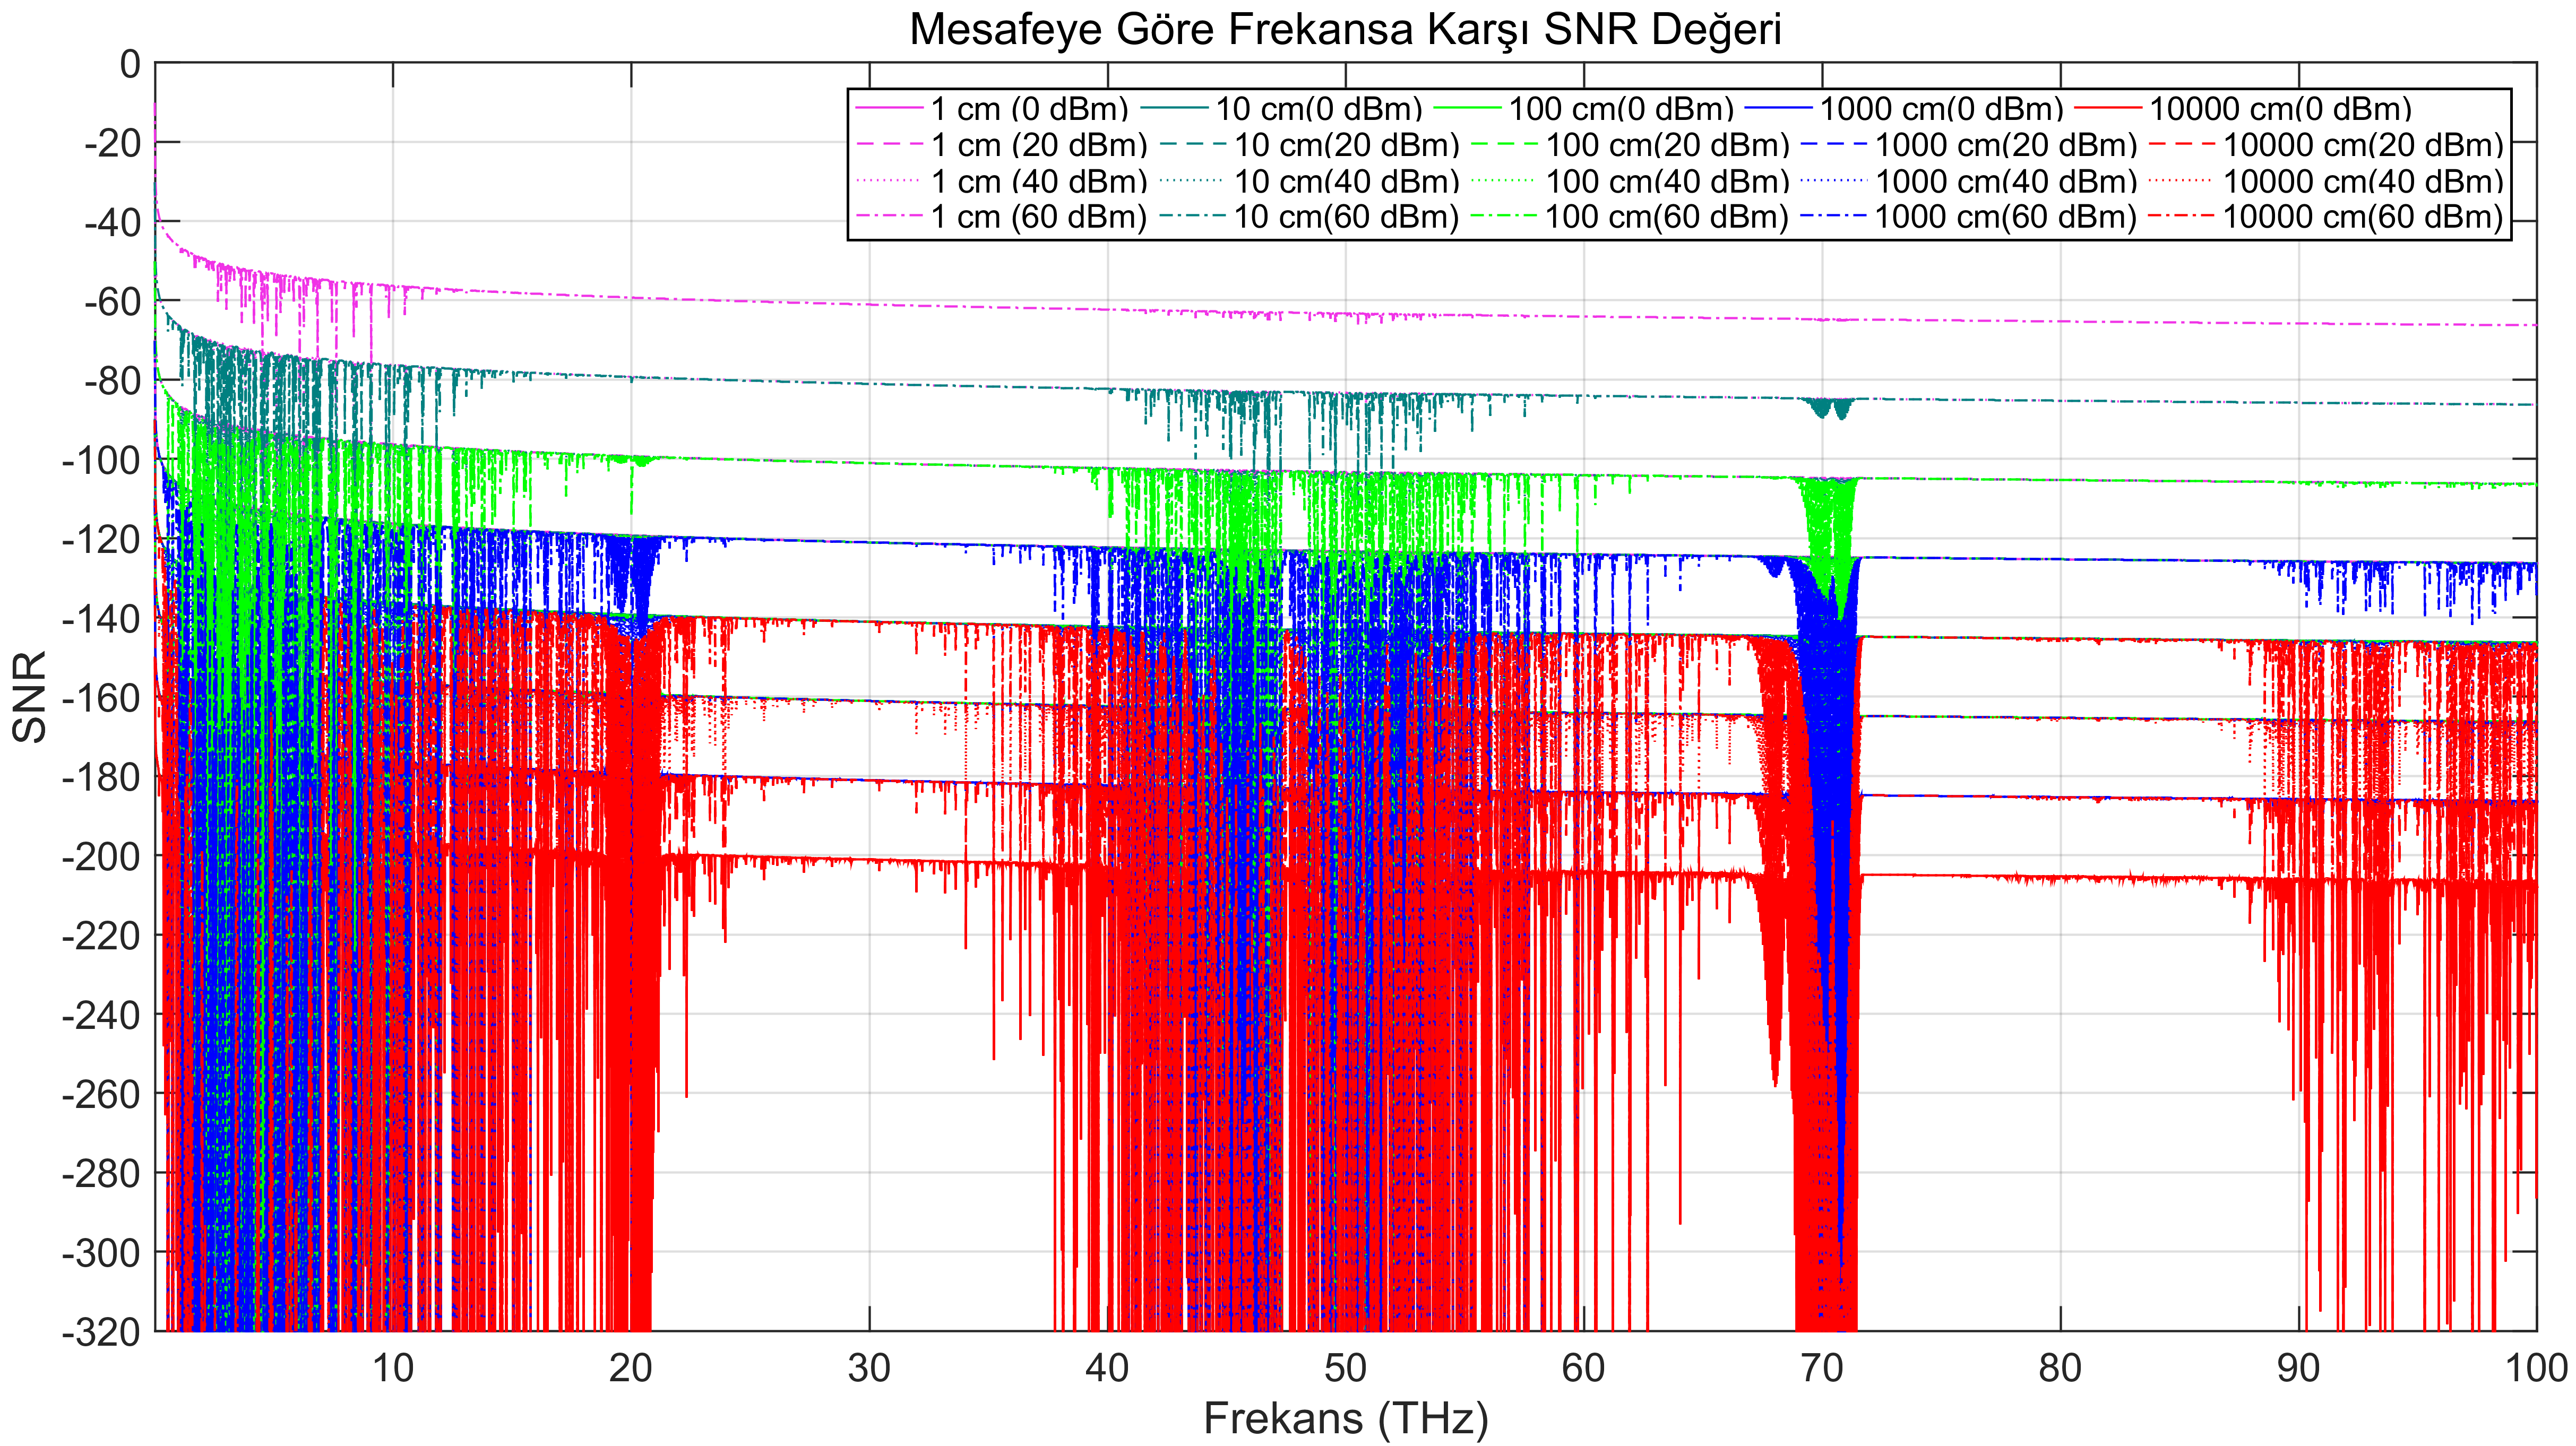 Mesafeye Göre Frekansa Karşı SNR Değeri
1 cm (0 dBm) 10 cm(0 dBm) 100 cm(0 dBm) 1000 cm(0 dBm) 10000 cm(0 dBm)
1 cm (20 dBm) 10 cm(20 dBm) 100 cm(20 dBm) 1000 cm(20 dBm) 10000 cm(20 dBm)
1 cm (40 dBm) 10 cm(40 dBm) 100 cm(40 dBm) 1000 cm(40 dBm) 10000 cm(40 dBm)
1 cm (60 dBm) 10 cm(60 dBm) 100 cm(60 dBm) 1000 cm(60 dBm) 10000 cm(60 dBm)
0
-20
-40
-60
-80
-100
-120
-140
-160
-180
-200
-220
-240
-260
-280
-300
-320
SNR
10 20 30 40 50 60 70 80 90 100
Frekans (THz)